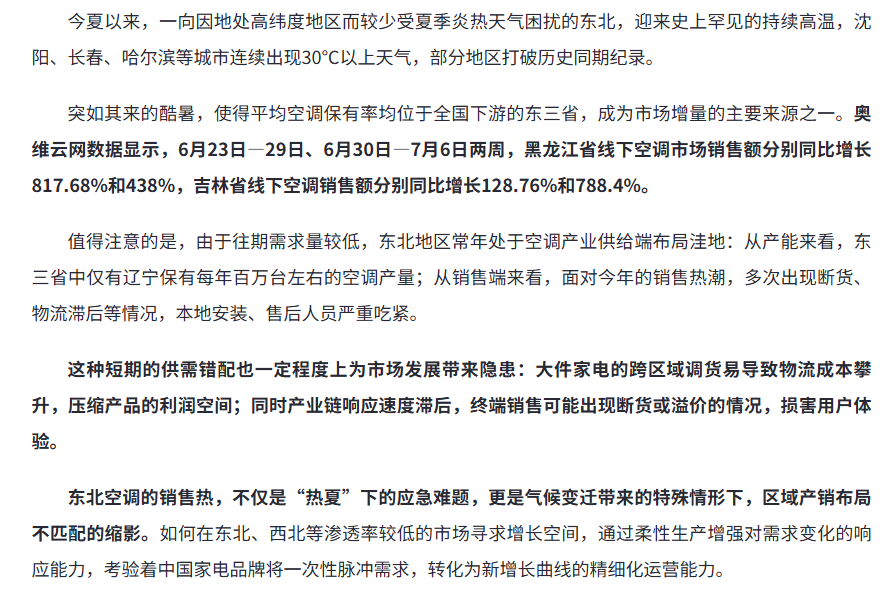 今夏以来，一向因地处高纬度地区而较少受夏季炎热天气困扰的东北，迎来史上罕见的持续高温，沈
阳、长春、哈尔滨等城市连续出现30℃以上天气，部分地区打破历史同期纪录。
突如其来的酷暑，使得平均空调保有率均位于全国下游的东三省，成为市场增量的主要来源之一。奥
维云网数据显示，6月23日—29日、6月30日—7月6日两周，黑龙江省线下空调市场销售额分别同比增长
817.68%和438%，吉林省线下空调销售额分别同比增长128.76%和788.4%。
值得注意的是，由于往期需求量较低，东北地区常年处于空调产业供给端布局洼地：从产能来看，东
三省中仅有辽宁保有每年百万台左右的空调产量；从销售端来看，面对今年的销售热潮，多次出现断货、
物流滞后等情况，本地安装、售后人员严重吃紧。
这种短期的供需错配也一定程度上为市场发展带来隐患：大件家电的跨区域调货易导致物流成本攀
升，压缩产品的利润空间；同时产业链响应速度滞后，终端销售可能出现断货或溢价的情况，损害用户体
验。
东北空调的销售热，不仅是“热夏”下的应急难题，更是气候变迁带来的特殊情形下，区域产销布局
不匹配的缩影。如何在东北、西北等渗透率较低的市场寻求增长空间，通过柔性生产增强对需求变化的响
应能力，考验着中国家电品牌将一次性脉冲需求，转化为新增长曲线的精细化运营能力。